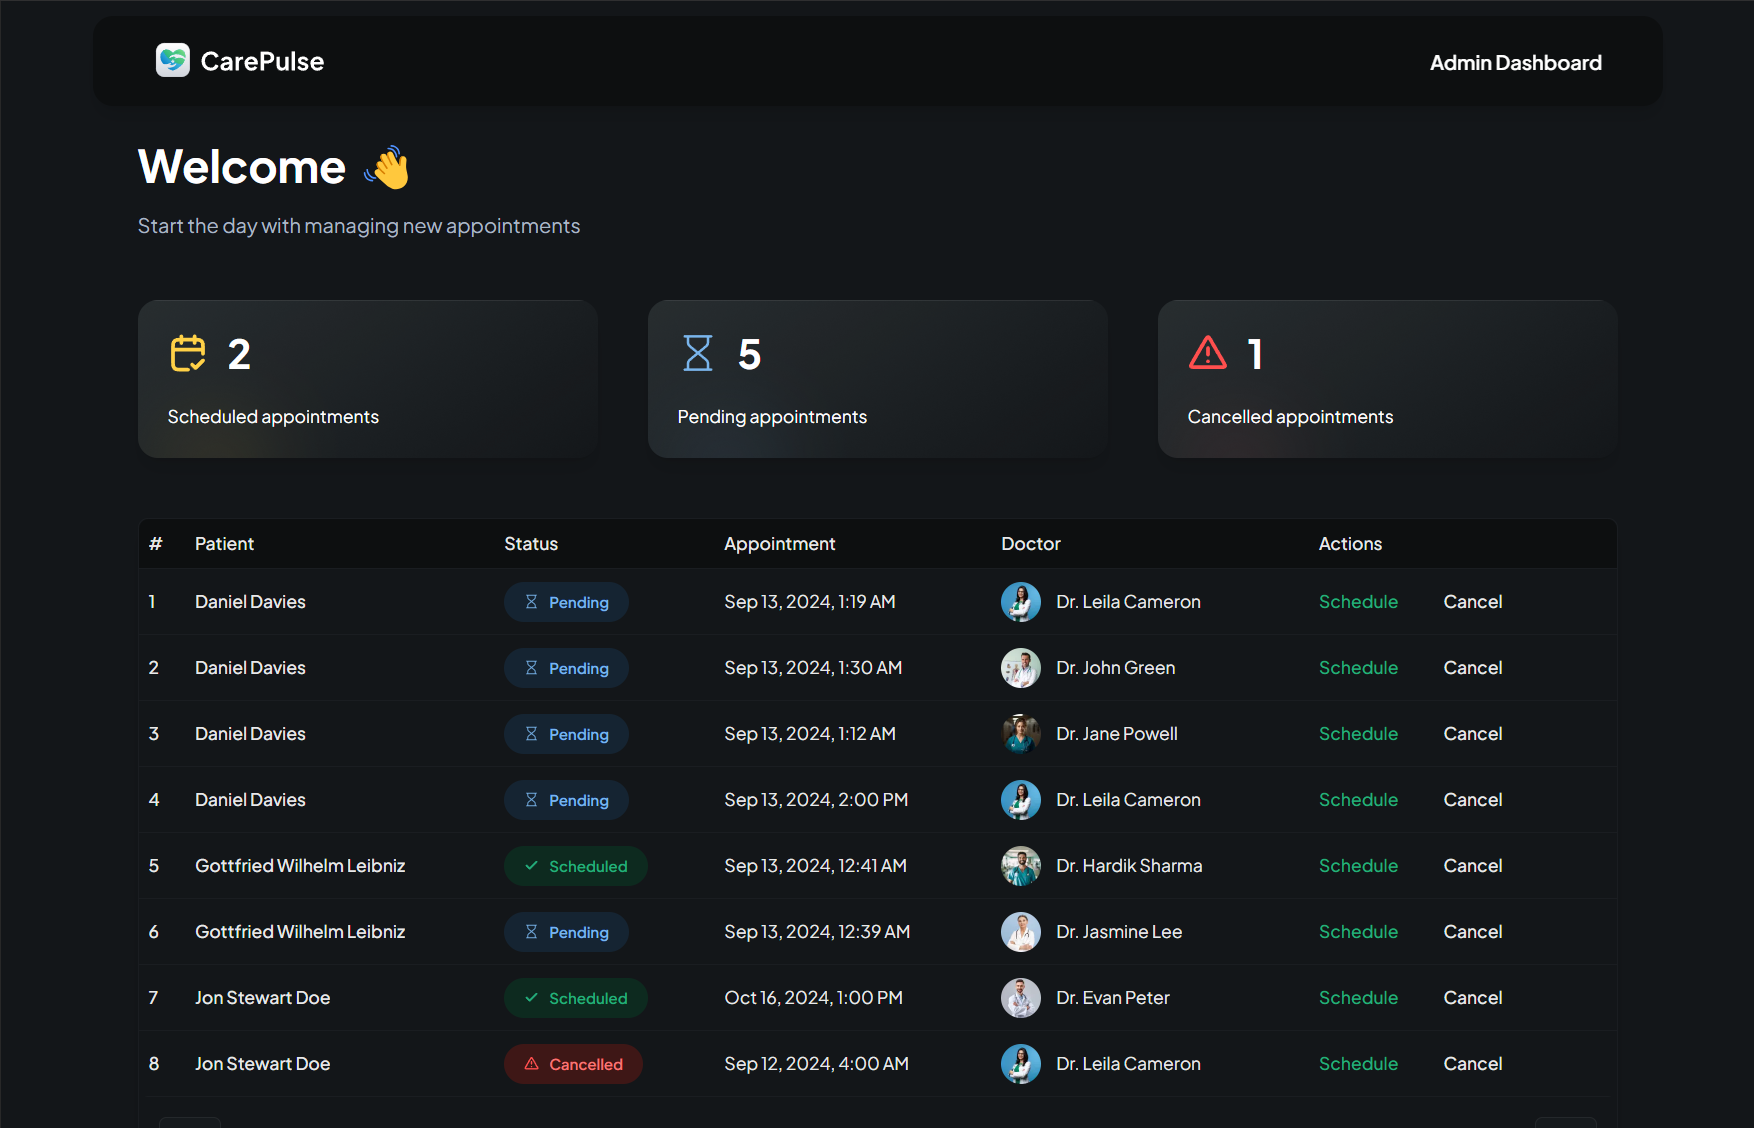 CarePulse
Admin Dashboard
Welcome 👋
Start the day with managing new appointments
2
Scheduled appointments
5
Pending appointments
1
Cancelled appointments
# Patient Status Appointment Doctor Actions
1 Daniel Davies Pending Sep 13, 2024, 1:19 AM Dr. Leila Cameron Schedule Cancel
2 Daniel Davies Pending Sep 13, 2024, 1:30 AM Dr. John Green Schedule Cancel
3 Daniel Davies Pending Sep 13, 2024, 1:12 AM Dr. Jane Powell Schedule Cancel
4 Daniel Davies Pending Sep 13, 2024, 2:00 PM Dr. Leila Cameron Schedule Cancel
5 Gottfried Wilhelm Leibniz Scheduled Sep 13, 2024, 12:41 AM Dr. Hardik Sharma Schedule Cancel
6 Gottfried Wilhelm Leibniz Pending Sep 13, 2024, 12:39 AM Dr. Jasmine Lee Schedule Cancel
7 Jon Stewart Doe Scheduled Oct 16, 2024, 1:00 PM Dr. Evan Peter Schedule Cancel
8 Jon Stewart Doe Cancelled Sep 12, 2024, 4:00 AM Dr. Leila Cameron Schedule Cancel